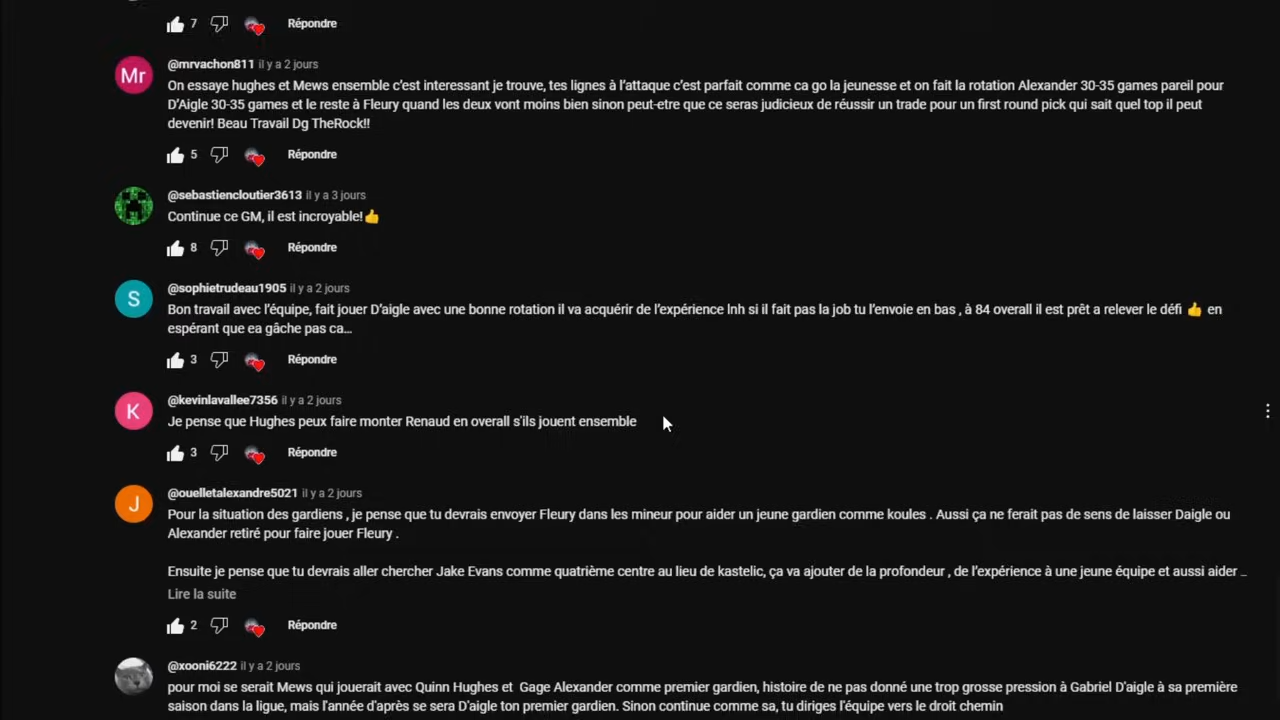 7 Répondre
@mrvachon811 il y a 2 jours
On essaye hughes et Mews ensemble c'est interessant je trouve, tes lignes à l'attaque c'est parfait comme ca go la jeunesse et on fait la rotation Alexander 30-35 games pareil pour
D'Aigle 30-35 games et le reste à Fleury quand les deux vont moins bien sinon peut-etre que ce seras judicieux de réussir un trade pour un first round pick qui sait quel top il peut
devenir! Beau Travail Dg TheRock!!
5 Répondre
@sebastiencloutier3613 il y a 3 jours
Continue ce GM, il est incroyable!👍
8 Répondre
@sophietrudeau1905 il y a 2 jours
Bon travail avec l'équipe, fait jouer D'aigle avec une bonne rotation il va acquérir de l'expérience lnh si il fait pas la job tu l'envoie en bas , à 84 overall il est prêt a relever le défi 👍 en
espérant que ea gâche pas ca...
3 Répondre
@kevinlavallee7356 il y a 2 jours
Je pense que Hughes peux faire monter Renaud en overall s'ils jouent ensemble
3 Répondre
@ouelletalexandre5021 il y a 2 jours
Pour la situation des gardiens , je pense que tu devrais envoyer Fleury dans les mineur pour aider un jeune gardien comme koules . Aussi ça ne ferait pas de sens de laisser Daigle ou
Alexander retiré pour faire jouer Fleury .
Ensuite je pense que tu devrais aller chercher Jake Evans comme quatrième centre au lieu de kastelic, ça va ajouter de la profondeur , de l'expérience à une jeune équipe et aussi aider ...
Lire la suite
2 Répondre
@xooni6222 il y a 2 jours
pour moi se serait Mews qui jouerait avec Quinn Hughes et Gage Alexander comme premier gardien, histoire de ne pas donné une trop grosse pression à Gabriel D'aigle à sa première
saison dans la ligue, mais l'année d'après se sera D'aigle ton premier gardien. Sinon continue comme sa, tu diriges l'équipe vers le droit chemin
Mr
S
K
J